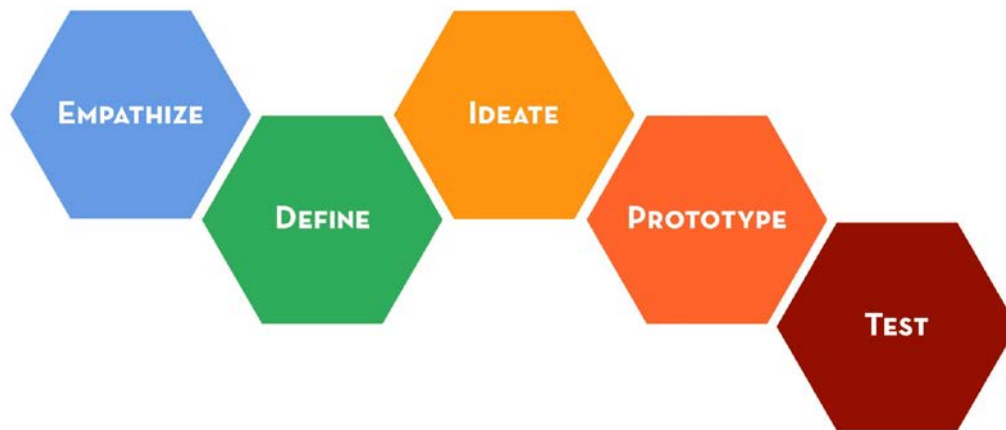 EMPATHIZE
DEFINE
IDEATE
PROTOTYPE
TEST